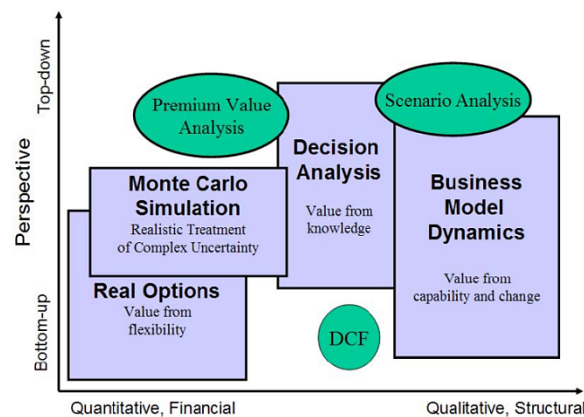 Top-down
Perspective
Bottom-up
Premium Value
Analysis
Scenario Analysis
Decision
Analysis
Value from
knowledge
Monte Carlo
Simulation
Realistic Treatment
of Complex Uncertainty
Business
Model
Dynamics
Value from
capability and change
Real Options
Value from
flexibility
DCF
Quantitative, Financial
Qualitative, Structural